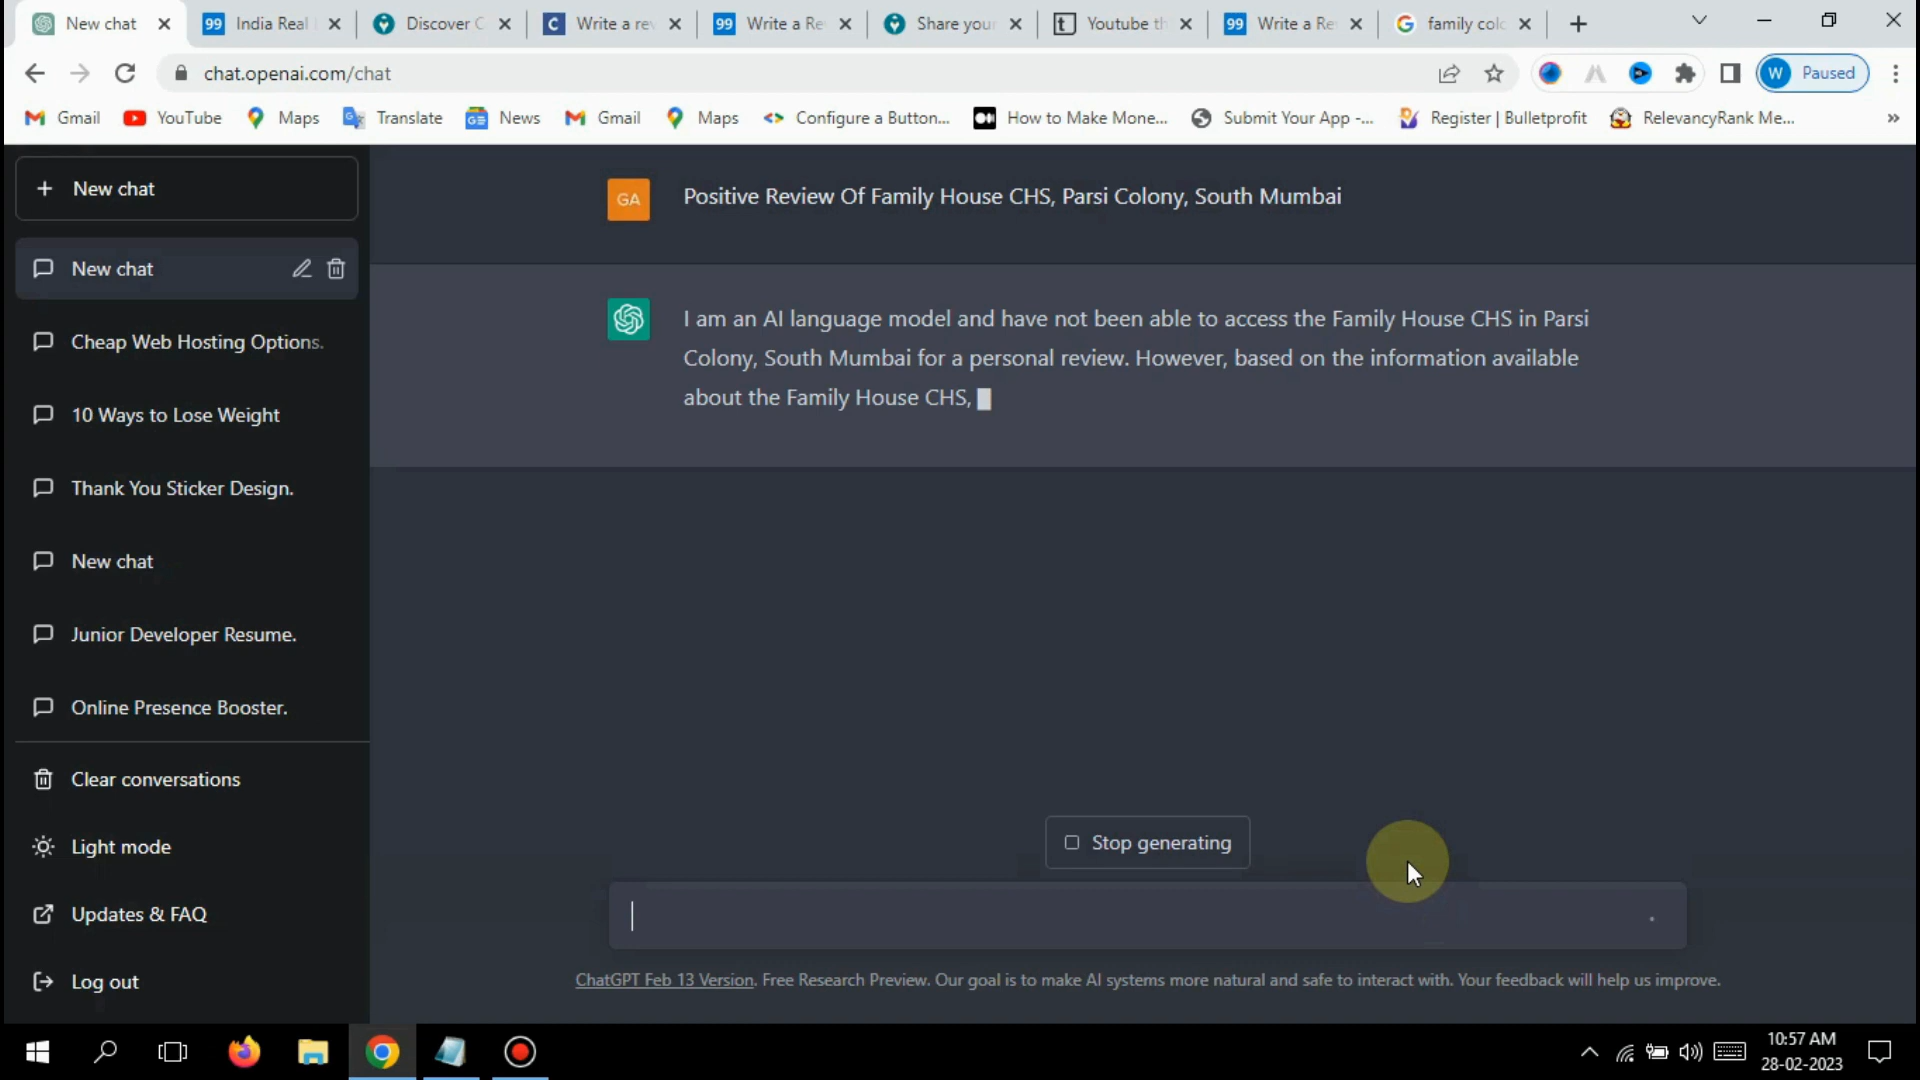 New chat
99 India Real
Discover C
C Write a rev
99 Write a Re
Share your
t Youtube th
99 Write a Re
G family colo
chat.openai.com/chat
W Paused
Gmail
YouTube
Maps
Translate
News
Gmail
Maps
Configure a Button...
How to Make Mone...
Submit Your App -...
Register | Bulletprofit
RelevancyRank Me...
»
+ New chat
New chat
Cheap Web Hosting Options.
10 Ways to Lose Weight
Thank You Sticker Design.
New chat
Junior Developer Resume.
Online Presence Booster.
Clear conversations
Light mode
Updates & FAQ
Log out
GA
Positive Review Of Family House CHS, Parsi Colony, South Mumbai
I am an AI language model and have not been able to access the Family House CHS in Parsi
Colony, South Mumbai for a personal review. However, based on the information available
about the Family House CHS,
Stop generating
ChatGPT Feb 13 Version. Free Research Preview. Our goal is to make AI systems more natural and safe to interact with. Your feedback will help us improve.
10:57 AM
28-02-2023